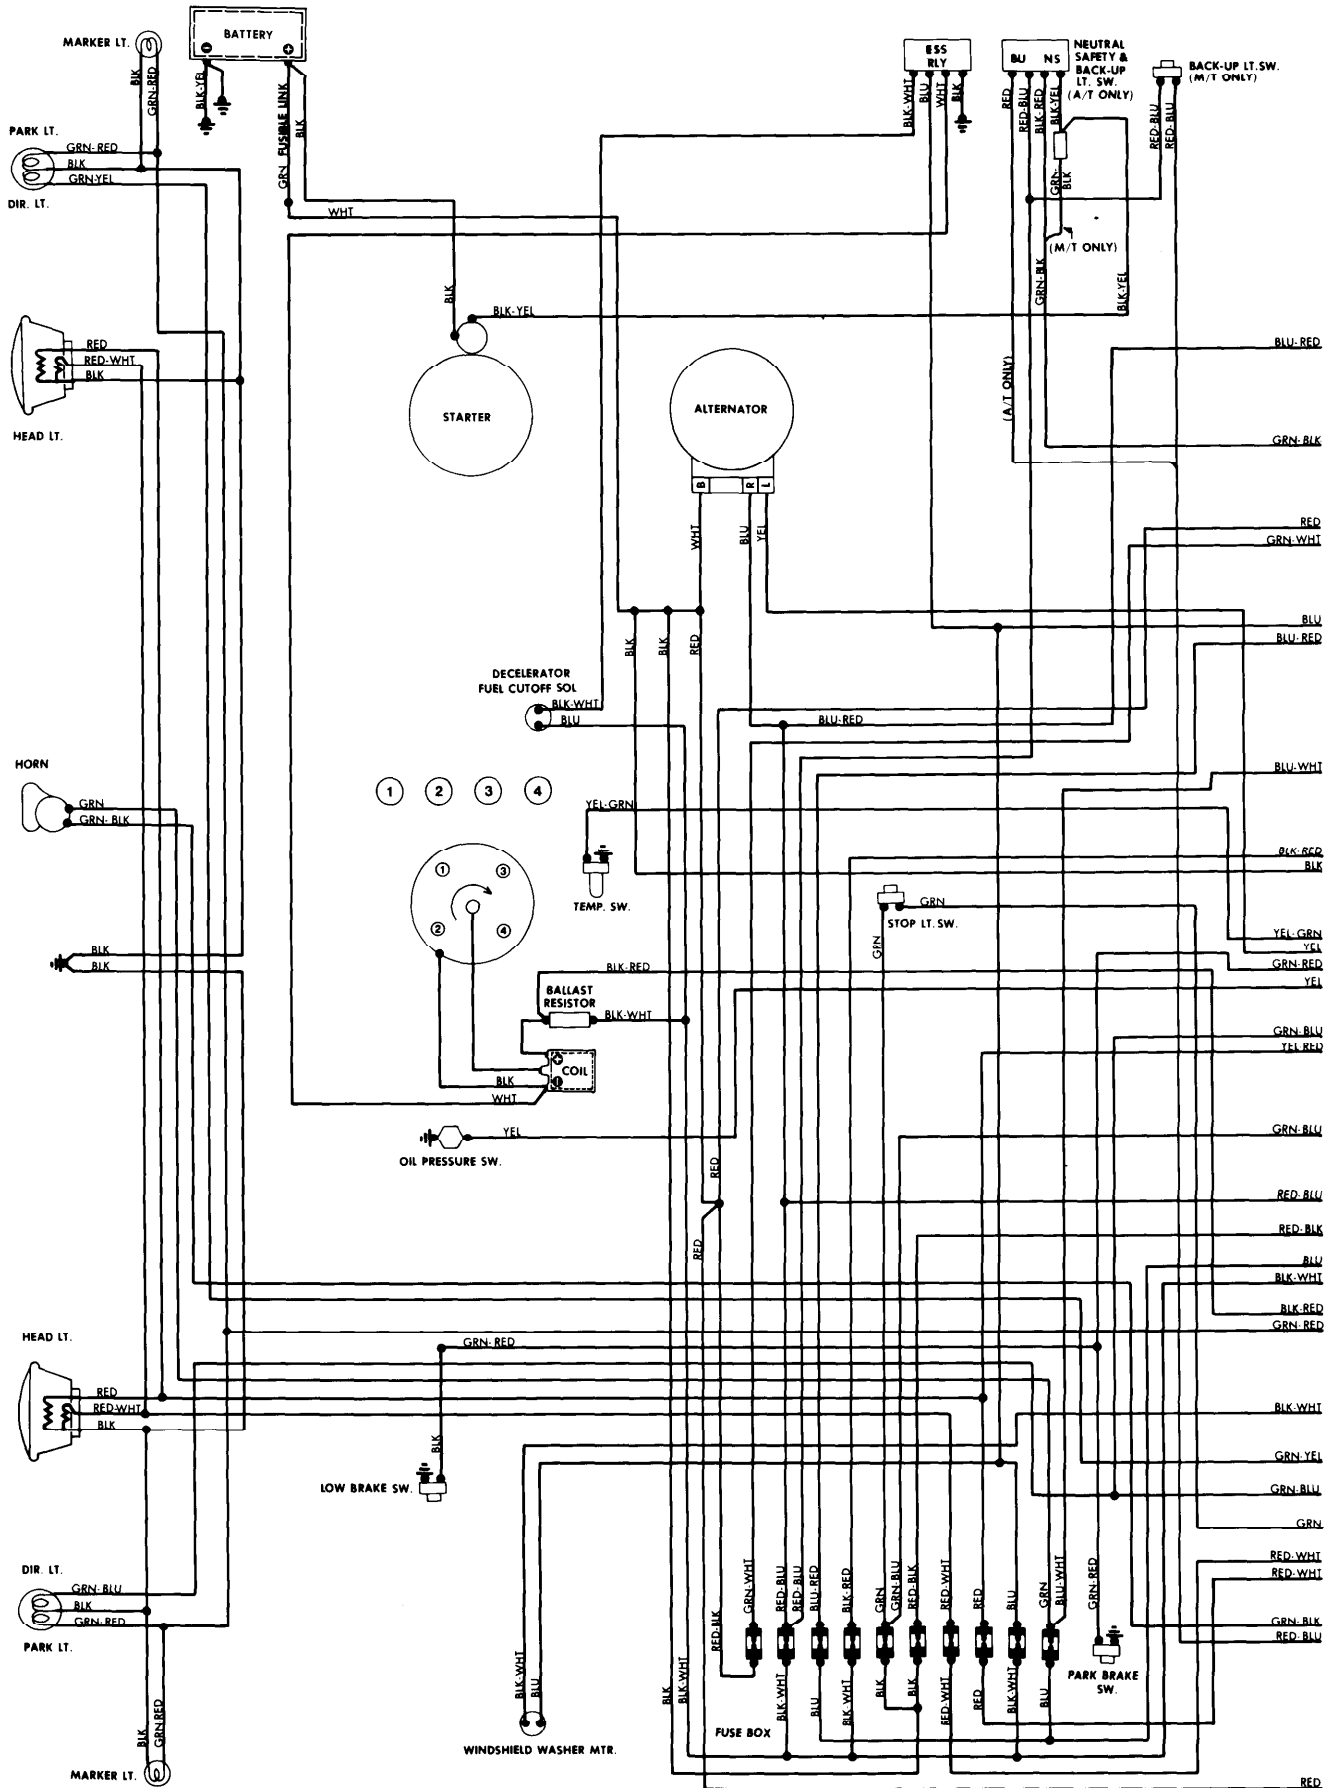 MARKER LT.
BATTERY
ESS
RLY
BU NS
NEUTRAL
SAFETY &
BACK-UP
LT. SW.
(A/T ONLY)
BACK-UP LT.SW.
(M/T ONLY)
BLK
GRN-RED
BLK-YEL
FUSIBLE LINK
GRN
BLK
BLK-WHT
BLU
WHT
BLK
RED
RED-BLU
BLK-RED
BLK-YEL
RED-BLU
RED-BLU
PARK LT.
GRN-RED
BLK
GRN-YEL
DIR. LT.
WHT
GRN-
BLK
(M/T ONLY)
GRN-BLK
BLK-YEL
BLK
BLK-YEL
RED
RED-WHT
BLK
HEAD LT.
STARTER
ALTERNATOR
B R L
(A/T ONLY)
BLU-RED
GRN-BLK
WHT
BLU
YEL
RED
GRN-WHT
BLK
BLK
RED
BLU
BLU-RED
DECELERATOR
FUEL CUTOFF SOL
BLK-WHT
BLU
BLU-RED
HORN
GRN
GRN-BLK
1 2 3 4
YEL-GRN
TEMP. SW.
BLU-WHT
BLK-RED
BLK
1 3
2 4
GRN
STOP LT.SW.
GRN
YEL-GRN
YEL
GRN-RED
YEL
BLK
BLK
BLK-RED
BALLAST
RESISTOR
BLK-WHT
COIL
BLK
WHT
GRN-BLU
YEL-RED
YEL
OIL PRESSURE SW.
GRN-BLU
RED
RED-BLU
RED
RED-BLK
BLU
BLK-WHT
BLK-RED
GRN-RED
HEAD LT.
GRN-RED
RED
RED-WHT
BLK
BLK
LOW BRAKE SW.
BLK-WHT
GRN-YEL
GRN-BLU
GRN
RED-WHT
RED-WHT
GRN-BLK
RED-BLU
DIR. LT.
GRN-BLU
BLK
GRN-RED
PARK LT.
RED-BLK
GRN-WHT
RED-BLU
RED-BLU
BLU-RED
BLK-RED
GRN
GRN-BLU
RED-BLK
RED-WHT
RED
BLU
GRN
BLU-WHT
GRN-RED
PARK BRAKE
SW.
BLK
GRN-RED
BLK-WHT
BLU
BLK
BLK-WHT
BLK-WHT
BLU
BLK-WHT
BLK
BLK
RED-WHT
RED
BLK-WHT
BLU
FUSE BOX
WINDSHIELD WASHER MTR.
MARKER LT.
RED